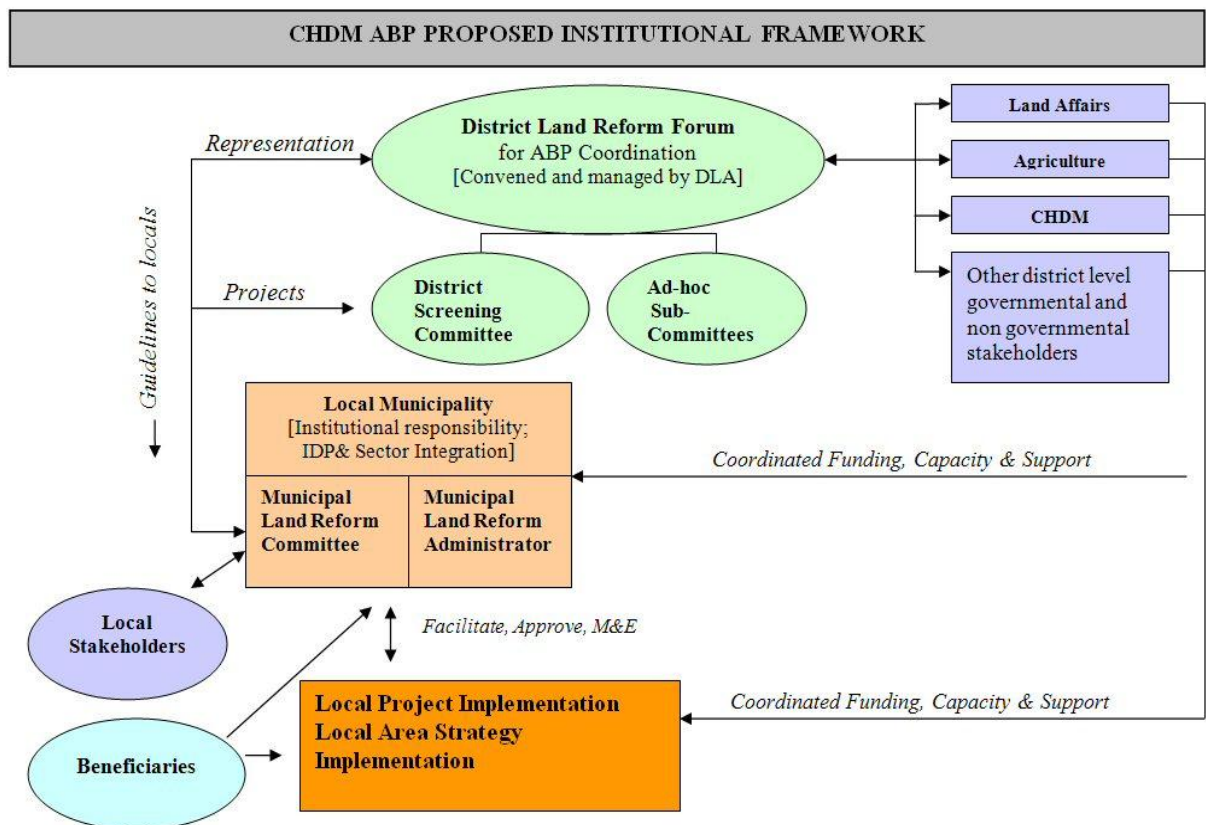 CHDM ABP PROPOSED INSTITUTIONAL FRAMEWORK
District Land Reform Forum
for ABP Coordination
[Convened and managed by DLA]
Representation
Land Affairs
Agriculture
CHDM
Other district level
governmental and
non governmental
stakeholders
Guidelines to locals
Projects
District
Screening
Committee
Ad-hoc
Sub-
Committees
Local Municipality
[Institutional responsibility;
IDP& Sector Integration]
Municipal
Land Reform
Committee
Municipal
Land Reform
Administrator
Coordinated Funding, Capacity & Support
Local
Stakeholders
Facilitate, Approve, M&E
Local Project Implementation
Local Area Strategy
Implementation
Coordinated Funding, Capacity & Support
Beneficiaries